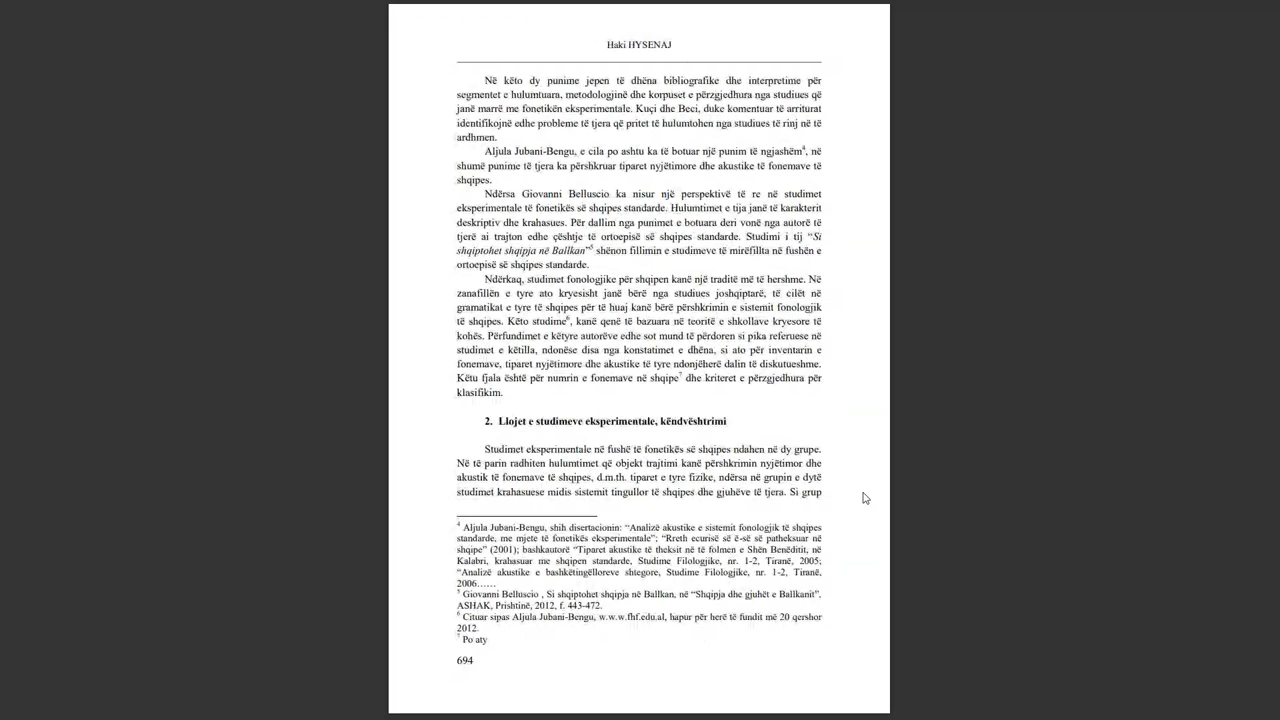 Haki HYSENAJ
Në këto dy punime jepen të dhëna bibliografike dhe interpretime për
segmentet e hulumtuara, metodologjinë dhe korpuset e përzgjedhura nga studiues që
janë marrë me fonetikën eksperimentale. Kuçi dhe Beci, duke komentuar të arriturat
identifikojnë edhe probleme të tjera që pritet të hulumtohen nga studiues të rinj në të
ardhmen.
Aljula Jubani-Bengu, e cila po ashtu ka të botuar një punim të ngjashëm4, në
shumë punime të tjera ka përshkruar tiparet nyjëtimore dhe akustike të fonemave të
shqipes.
Ndërsa Giovanni Belluscio ka nisur një perspektivë të re në studimet
eksperimentale të fonetikës së shqipes standarde. Hulumtimet e tija janë të karakterit
deskriptiv dhe krahasues. Për dallim nga punimet e botuara deri vonë nga autorë të
tjerë ai trajton edhe çështje të ortoepisë së shqipes standarde. Studimi i tij “Si
shqiptohet shqipja në Ballkan”5 shënon fillimin e studimeve të mirëfillta në fushën e
ortoepisë së shqipes standarde.
Ndërkaq, studimet fonologjike për shqipen kanë një traditë më të hershme. Në
zanafillën e tyre ato kryesisht janë bërë nga studiues joshqiptarë, të cilët në
gramatikat e tyre të shqipes për të huaj kanë bërë përshkrimin e sistemit fonologjik
të shqipes. Këto studime6, kanë qenë të bazuara në teoritë e shkollave kryesore të
kohës. Përfundimet e këtyre autorëve edhe sot mund të përdoren si pika referuese në
studimet e këtilla, ndonëse disa nga konstatimet e dhëna, si ato për inventarin e
fonemave, tiparet nyjëtimore dhe akustike të tyre ndonjëherë dalin të diskutueshme.
Këtu fjala është për numrin e fonemave në shqipe7 dhe kriteret e përzgjedhura për
klasifikim.
2. Llojet e studimeve eksperimentale, këndvështrimi
Studimet eksperimentale në fushë të fonetikës së shqipes ndahen në dy grupe.
Në të parin radhiten hulumtimet që objekt trajtimi kanë përshkrimin nyjëtimor dhe
akustik të fonemave të shqipes, d.m.th. tiparet e tyre fizike, ndërsa në grupin e dytë
studimet krahasuese midis sistemit tingullor të shqipes dhe gjuhëve të tjera. Si grup
4 Aljula Jubani-Bengu, shih disertacionin: “Analizë akustike e sistemit fonologjik të shqipes
standarde, me mjete të fonetikës eksperimentale”; “Rreth ecurisë së ë-së së patheksuar në
shqipe” (2001); bashkautorë “Tiparet akustike të theksit në të folmen e Shën Benëditit, në
Kalabri, krahasuar me shqipen standarde, Studime Filologjike, nr. 1-2, Tiranë, 2005;
“Analizë akustike e bashkëtingëlloreve shtegore, Studime Filologjike, nr. 1-2, Tiranë,
2006……
5 Giovanni Belluscio , Si shqiptohet shqipja në Ballkan, në “Shqipja dhe gjuhët e Ballkanit”,
ASHAK, Prishtinë, 2012, f. 443-472.
6 Cituar sipas Aljula Jubani-Bengu, w.w.w.fhf.edu.al, hapur për herë të fundit më 20 qershor
2012.
7 Po aty
694